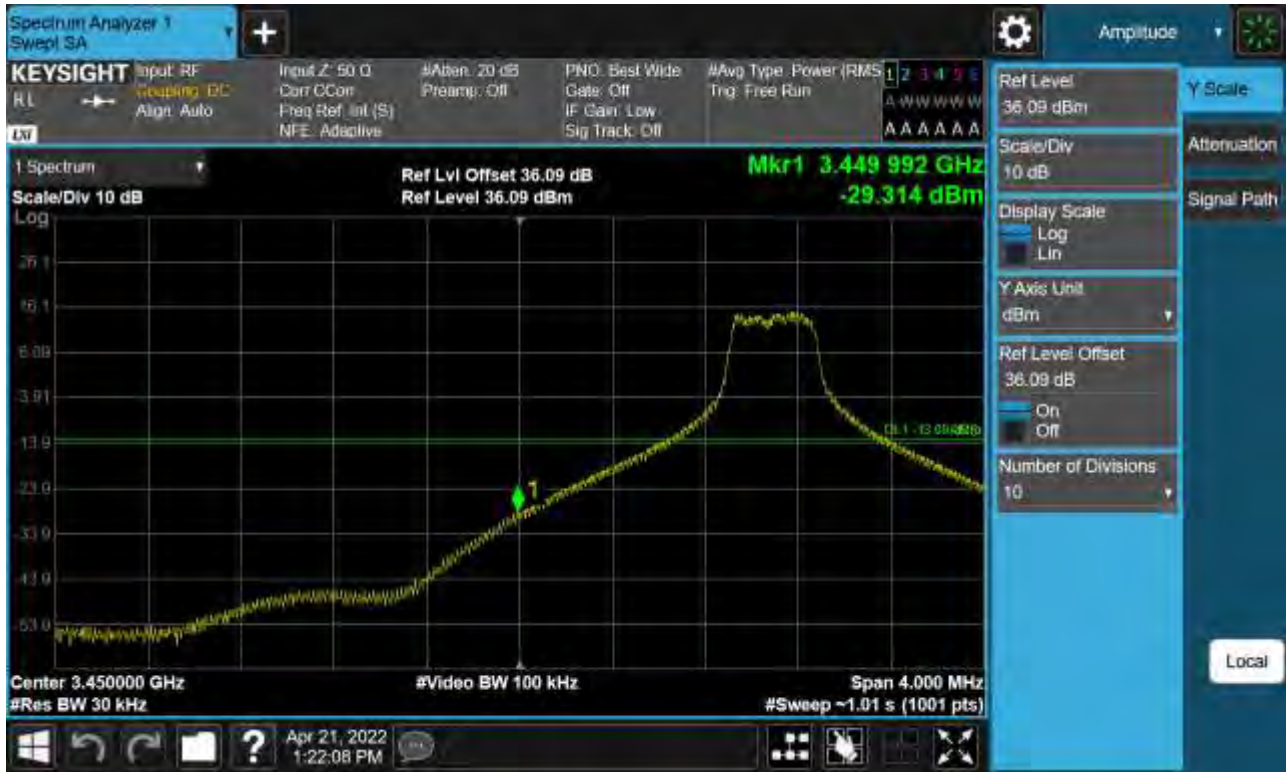 Spectrum Analyzer 1
Swept SA
+
Amplitude
KEYSIGHT
RL
LXI
Input: RF
Coupling: DC
Align: Auto
Input Z: 50 Ω
Corr CCorr
Freq Ref: Int (S)
NFE: Adaptive
#Atten: 20 dB
Preamp: Off
PNO: Best Wide
Gate: Off
IF Gain: Low
Sig Track: Off
#Avg Type: Power (RMS
Trig: Free Run
1 2 3 4 5 6
A W W W W W
A A A A A A
1 Spectrum
Scale/Div 10 dB
Ref Lvl Offset 36.09 dB
Ref Level 36.09 dBm
Mkr1 3.449 992 GHz
-29.314 dBm
Log
26.1
16.1
6.09
-3.91
-13.9
-23.9
-33.9
-43.9
-53.9
1
Center 3.450000 GHz
#Res BW 30 kHz
#Video BW 100 kHz
Span 4.000 MHz
#Sweep ~1.01 s (1001 pts)
Ref Level
36.09 dBm
Scale/Div
10 dB
Display Scale
Log
Lin
Y Axis Unit
dBm
Ref Level Offset
36.09 dB
On
Off
Number of Divisions
10
Y Scale
Attenuation
Signal Path
Local
?
Apr 21, 2022
1:22:08 PM